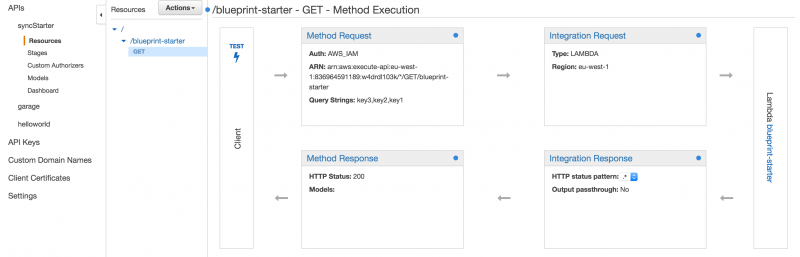 APIs
syncStarter
Resources
Stages
Custom Authorizers
Models
Dashboard
garage
helloworld
API Keys
Custom Domain Names
Client Certificates
Settings
Resources
Actions
/
/blueprint-starter
GET
/blueprint-starter - GET - Method Execution
TEST
Client
Method Request
Auth: AWS_IAM
ARN: arn:aws:execute-api:eu-west-
1:836964591189:w4drdl103k/*/GET/blueprint-
starter
Query Strings: key3,key2,key1
Integration Request
Type: LAMBDA
Region: eu-west-1
Method Response
HTTP Status: 200
Models:
Integration Response
HTTP status pattern: .*
Output passthrough: No
Lambda blueprint-starter